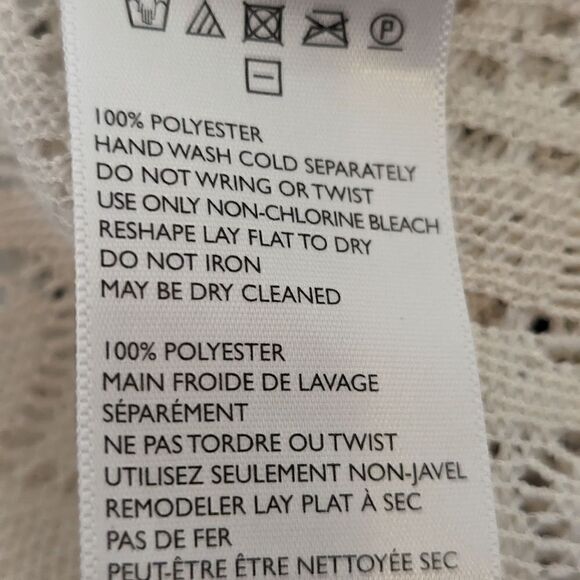 P
100% POLYESTER
HAND WASH COLD SEPARATELY
DO NOT WRING OR TWIST
USE ONLY NON-CHLORINE BLEACH
RESHAPE LAY FLAT TO DRY
DO NOT IRON
MAY BE DRY CLEANED
100% POLYESTER
MAIN FROIDE DE LAVAGE
SÉPARÉMENT
NE PAS TORDRE OU TWIST
UTILISEZ SEULEMENT NON-JAVEL
REMODELER LAY PLAT À SEC
PAS DE FER
PEUT-ÊTRE ÊTRE NETTOYÉE SEC